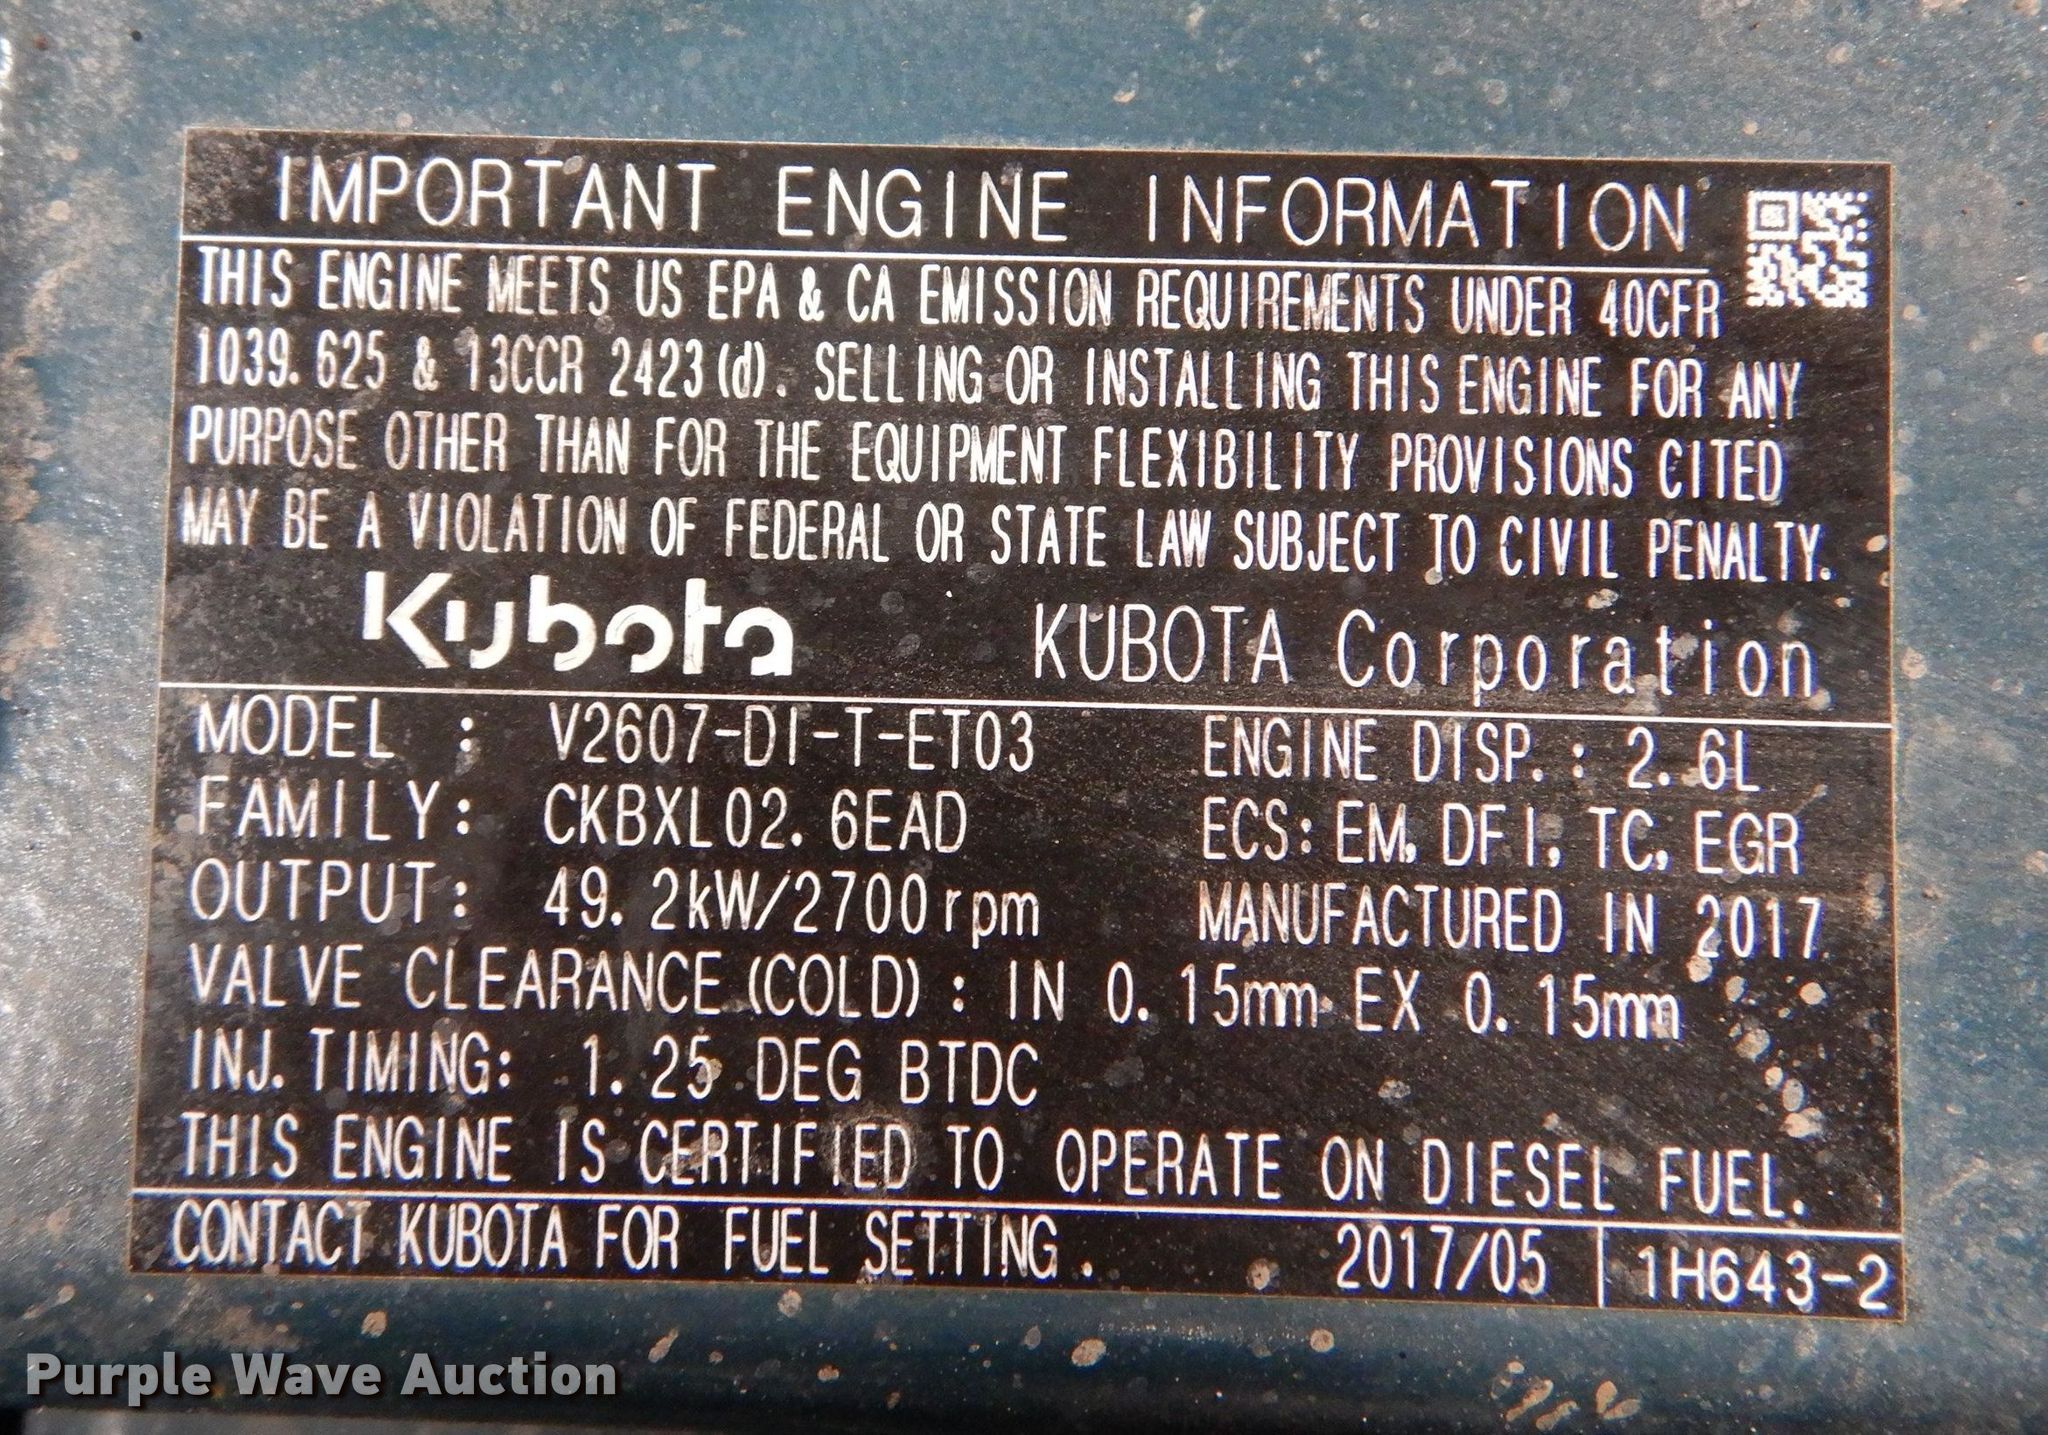 IMPORTANT ENGINE INFORMATION
THIS ENGINE MEETS US EPA & CA EMISSION REQUIREMENTS UNDER 40CFR
1039.625 & 13CCR 2423(d). SELLING OR INSTALLING THIS ENGINE FOR ANY
PURPOSE OTHER THAN FOR THE EQUIPMENT FLEXIBILITY PROVISIONS CITED
MAY BE A VIOLATION OF FEDERAL OR STATE LAW SUBJECT TO CIVIL PENALTY.
Kubota KUBOTA Corporation
MODEL : V2607-DI-T-ET03 ENGINE DISP.: 2.6L
FAMILY: CKBXL02.6EAD ECS: EM, DFI, TC, EGR
OUTPUT: 49.2kW/2700rpm MANUFACTURED IN 2017
VALVE CLEARANCE(COLD): IN 0.15mm EX 0.15mm
INJ. TIMING: 1.25 DEG BTDC
THIS ENGINE IS CERTIFIED TO OPERATE ON DIESEL FUEL.
CONTACT KUBOTA FOR FUEL SETTING. 2017/05 1H643-2
Purple Wave Auction